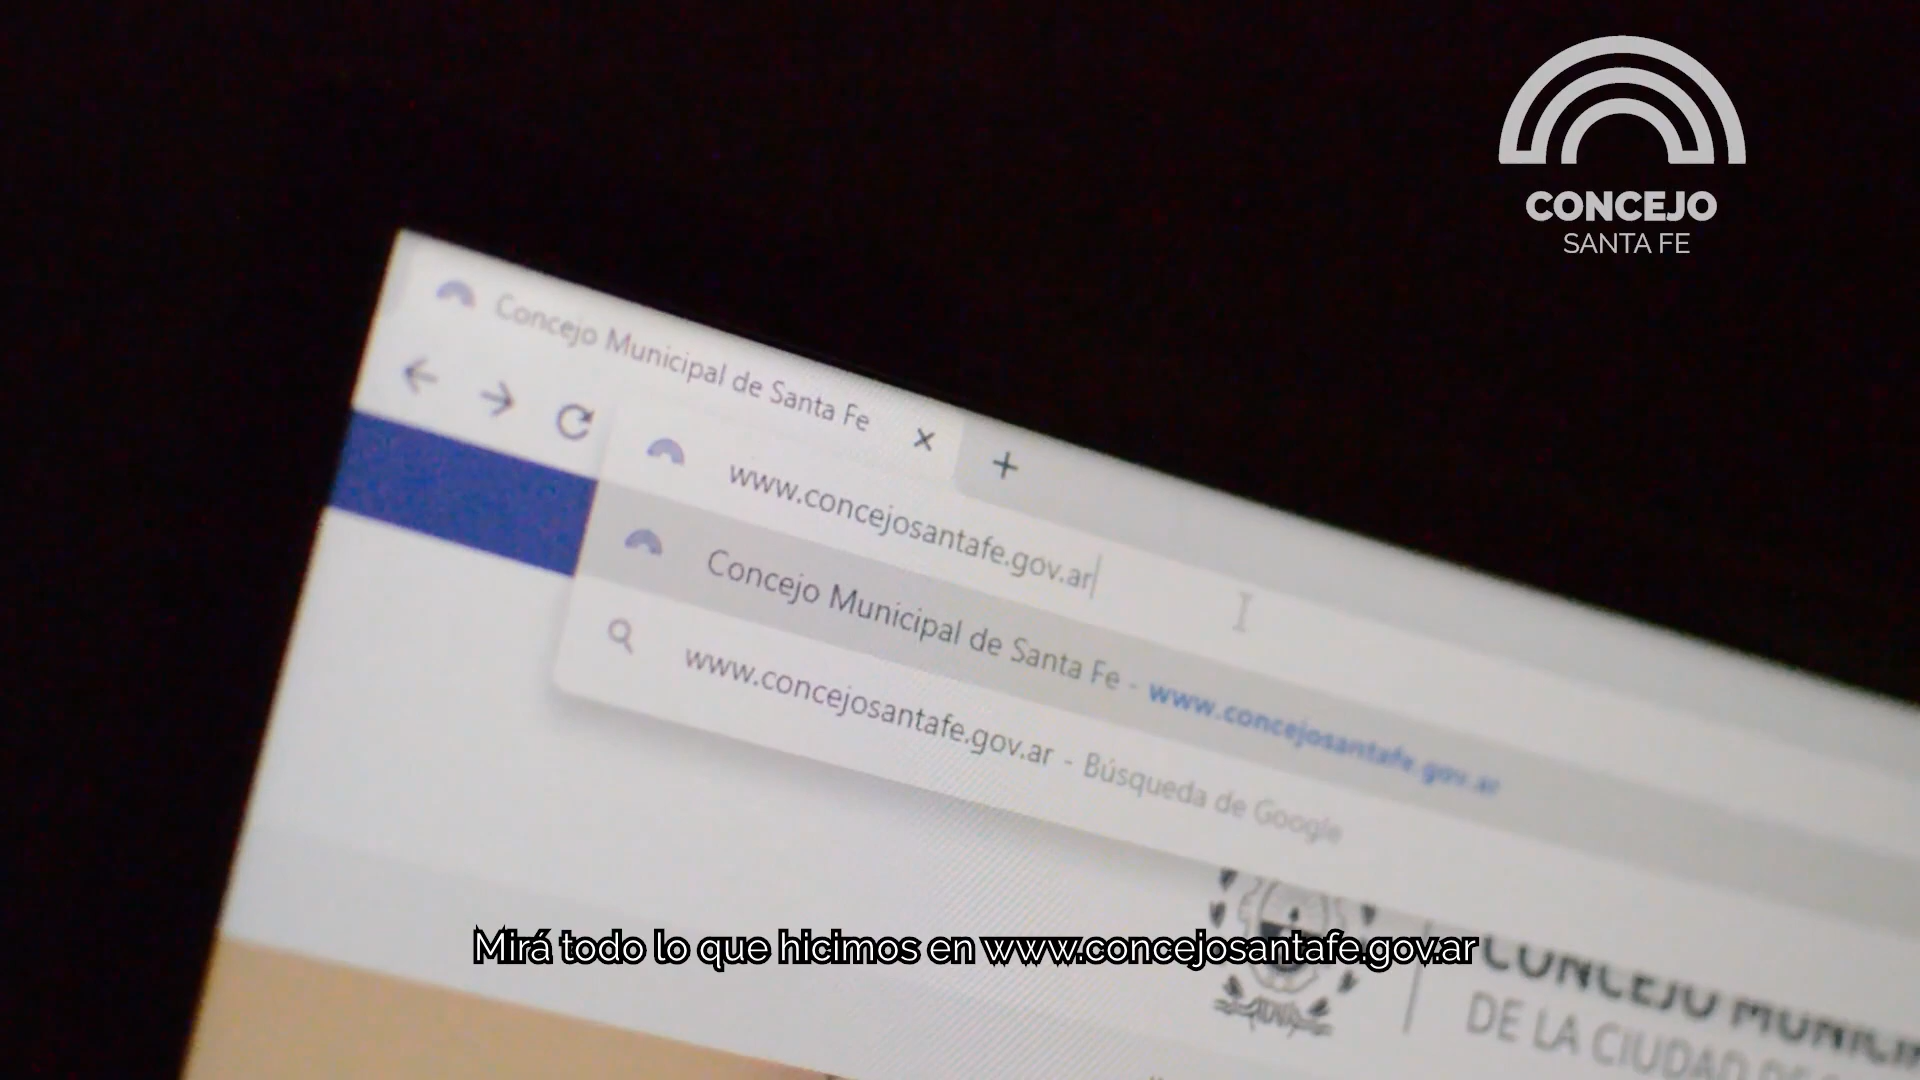 CONCEJO
SANTA FE
Concejo Municipal de Santa Fe
www.concejosantafe.gov.ar
Concejo Municipal de Santa Fe - www.concejosantafe.gov.ar
www.concejosantafe.gov.ar - Búsqueda de Google
Mirá todo lo que hicimos en www.concejosantafe.gov.ar
CONCEJO
DE LA CIUDAD